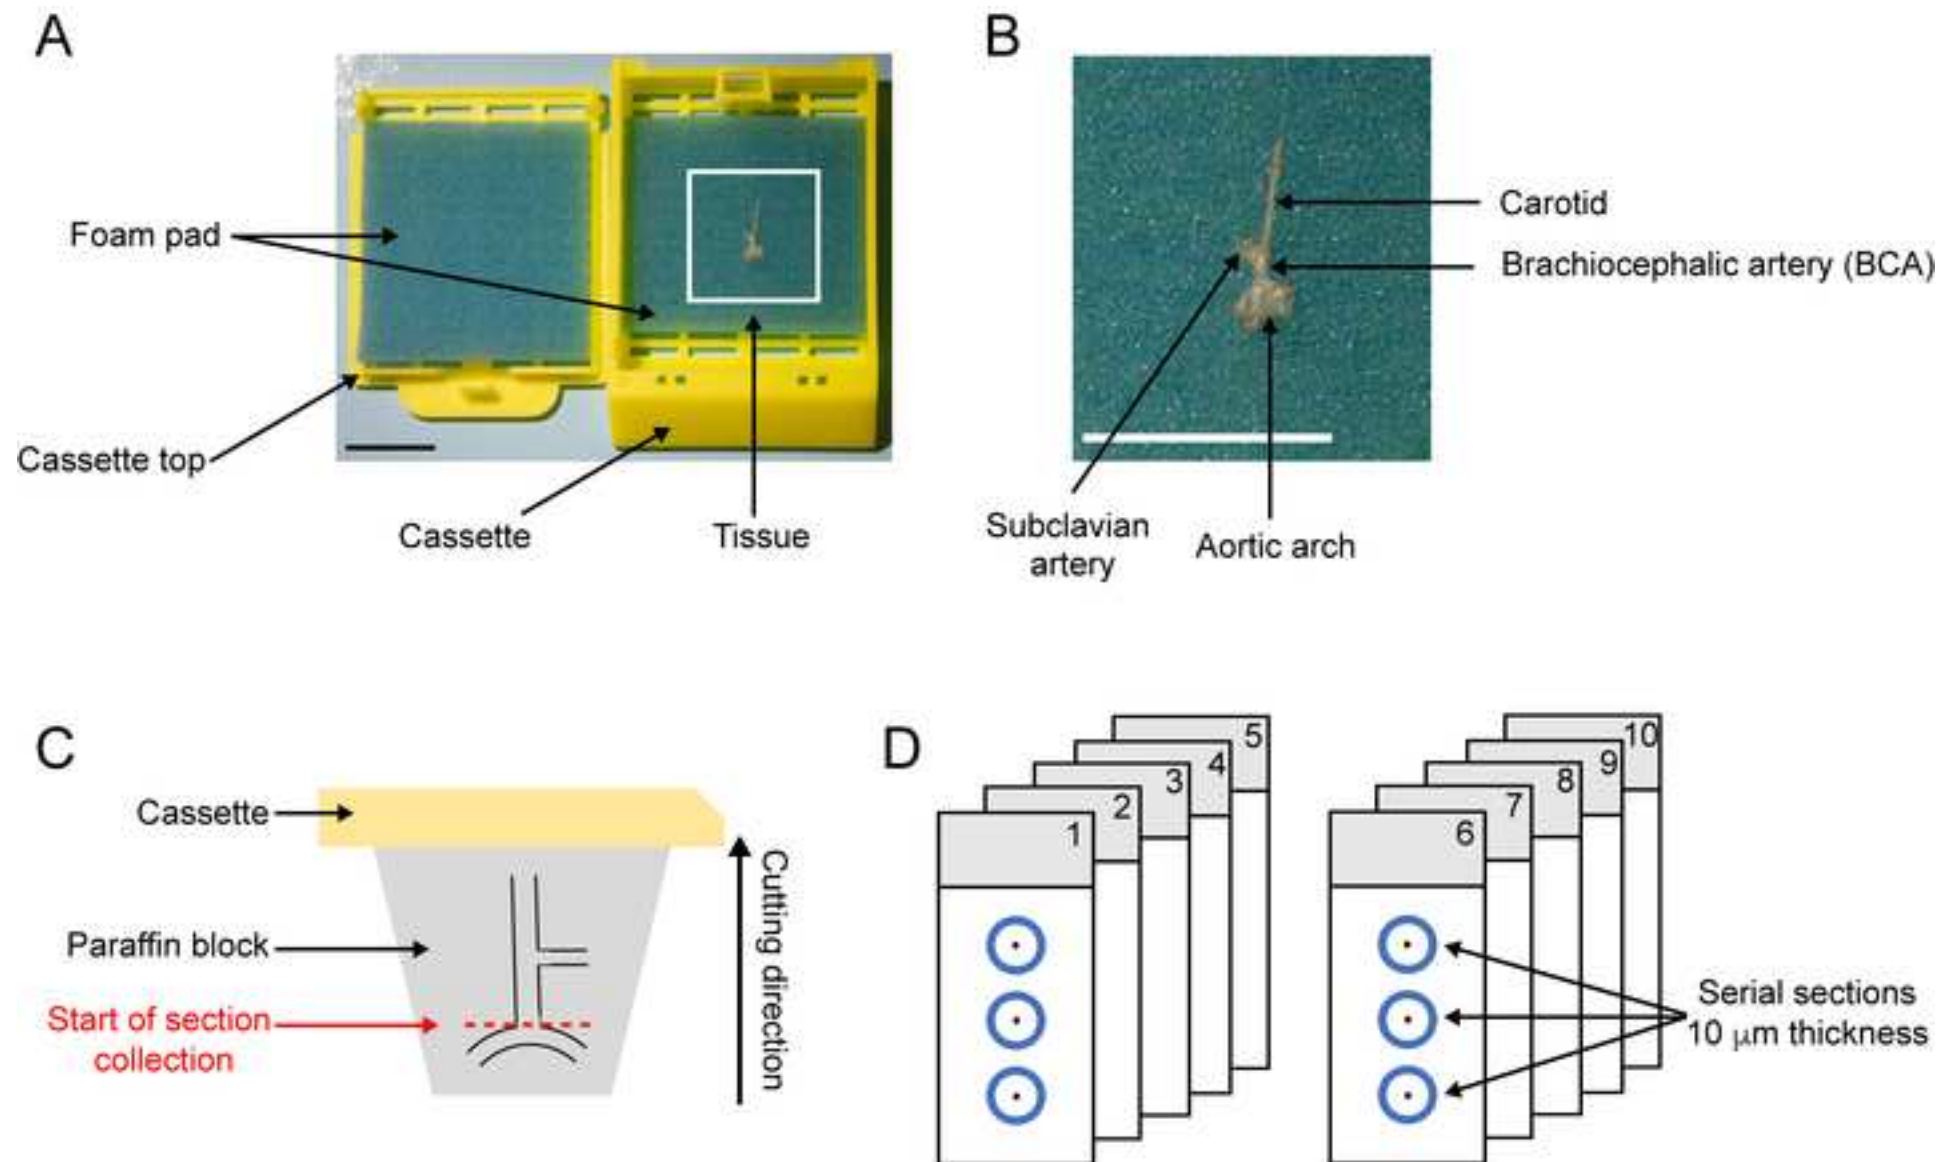 A
Foam pad
Cassette top
Cassette
Tissue
B
Carotid
Brachiocephalic artery (BCA)
Subclavian
artery
Aortic arch
C
Cassette
Paraffin block
Start of section
collection
Cutting direction
D
1
2
3
4
5
6
7
8
9
10
Serial sections
10 μm thickness